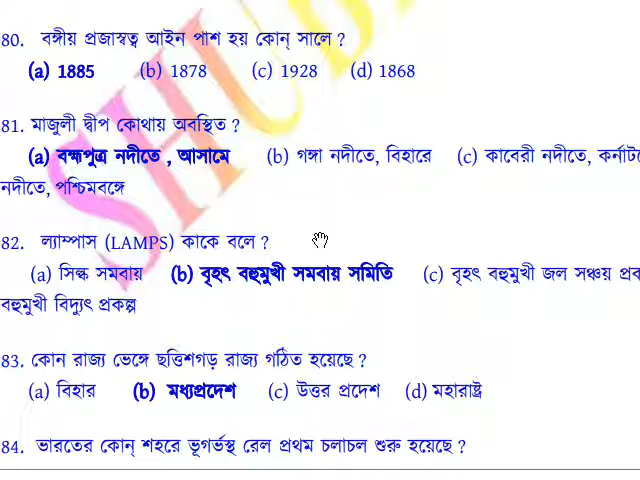 80. বঙ্গীয় প্রজাস্বত্ব আইন পাশ হয় কোন্ সালে ?
(a) 1885 (b) 1878 (c) 1928 (d) 1868
81. মাজুলী দ্বীপ কোথায় অবস্থিত ?
(a) বহ্মপুত্র নদীতে , আসামে (b) গঙ্গা নদীতে, বিহারে (c) কাবেরী নদীতে,
নদীতে, পশ্চিমবঙ্গে
82. ল্যাম্পাস (LAMPS) কাকে বলে ?
(a) সিল্ক সমবায় (b) বৃহৎ বহুমুখী সমবায় সমিতি (c) বৃহৎ বহুমুখী জল সঞ্চয়
বহুমুখী বিদ্যুৎ প্রকল্প
83. কোন রাজ্য ভেঙ্গে ছত্তিশগড় রাজ্য গঠিত হয়েছে ?
(a) বিহার (b) মধ্যপ্রদেশ (c) উত্তর প্রদেশ (d) মহারাষ্ট্র
84. ভারতের কোন্ শহরে ভূগর্ভস্থ রেল প্রথম চলাচল শুরু হয়েছে ?